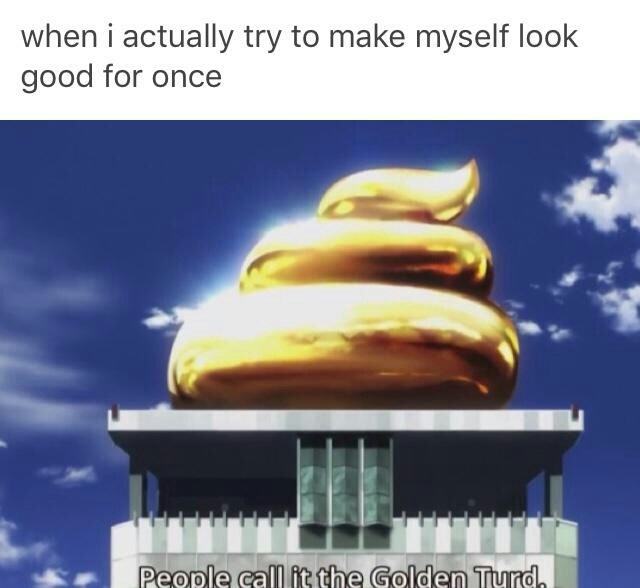 when i actually try to make myself look
good for once
People call it the Golden Turd.